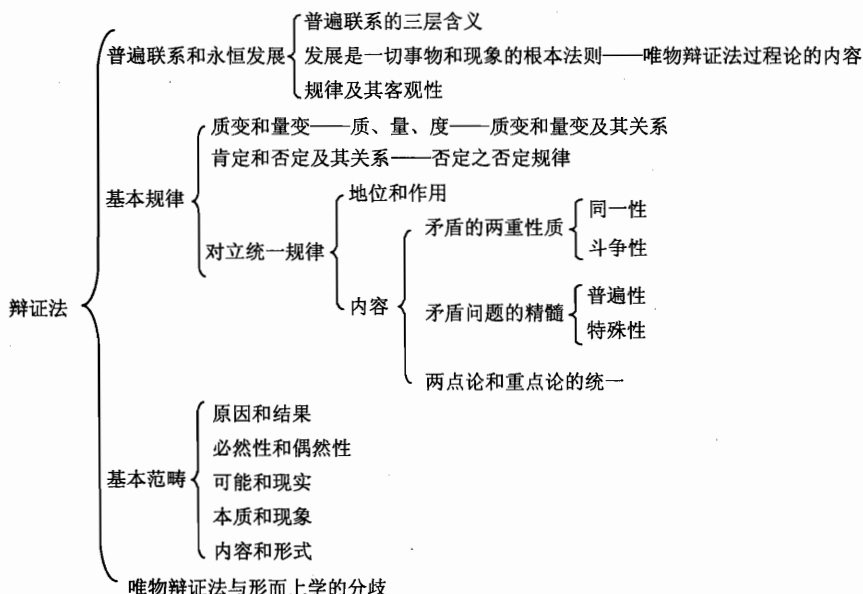 普遍联系的三层含义
普遍联系和永恒发展
发展是一切事物和现象的根本法则——唯物辩证法过程论的内容
规律及其客观性
质变和量变——质、量、度——质变和量变及其关系
肯定和否定及其关系——否定之否定规律
基本规律
地位和作用
对立统一规律
矛盾的两重性质
同一性
斗争性
内容
矛盾问题的精髓
普遍性
特殊性
两点论和重点论的统一
辩证法
原因和结果
必然性和偶然性
基本范畴
可能和现实
本质和现象
内容和形式
唯物辩证法与形而上学的分歧